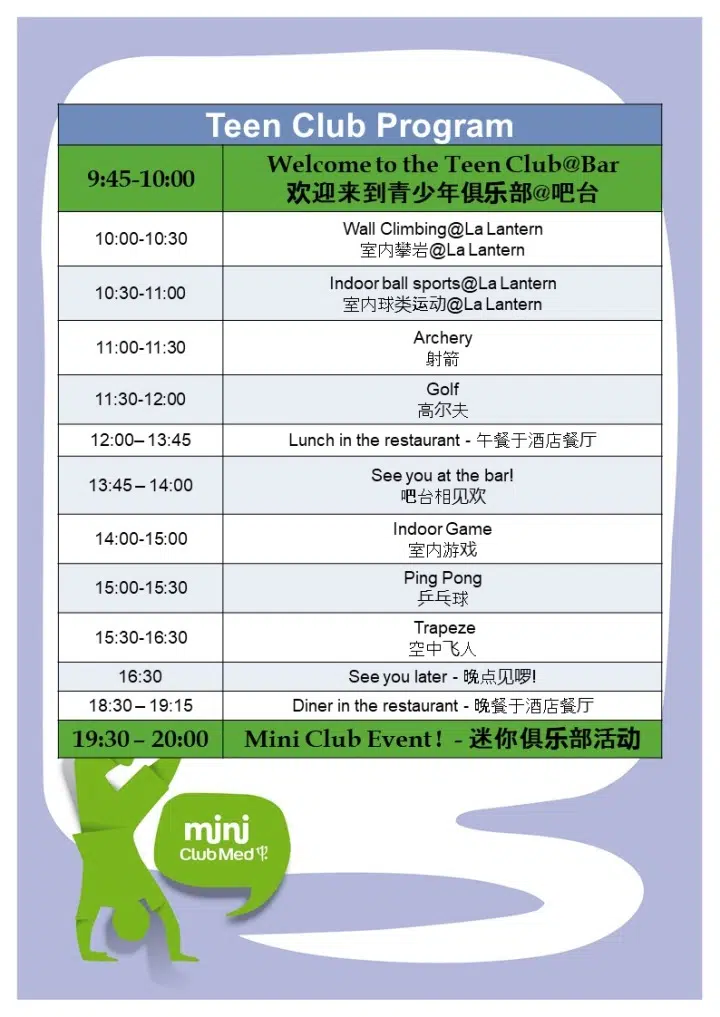 Teen Club Program
9:45-10:00
Welcome to the Teen Club@Bar
欢迎来到青少年俱乐部@吧台
10:00-10:30
Wall Climbing@La Lantern
室内攀岩@La Lantern
10:30-11:00
Indoor ball sports@La Lantern
室内球类运动@La Lantern
11:00-11:30
Archery
射箭
11:30-12:00
Golf
高尔夫
12:00– 13:45
Lunch in the restaurant - 午餐于酒店餐厅
13:45 – 14:00
See you at the bar!
吧台相见欢
14:00-15:00
Indoor Game
室内游戏
15:00-15:30
Ping Pong
乒乓球
15:30-16:30
Trapeze
空中飞人
16:30
See you later - 晚点见啰!
18:30 – 19:15
Diner in the restaurant - 晚餐于酒店餐厅
19:30 – 20:00
Mini Club Event! - 迷你俱乐部活动
mini
Club Med